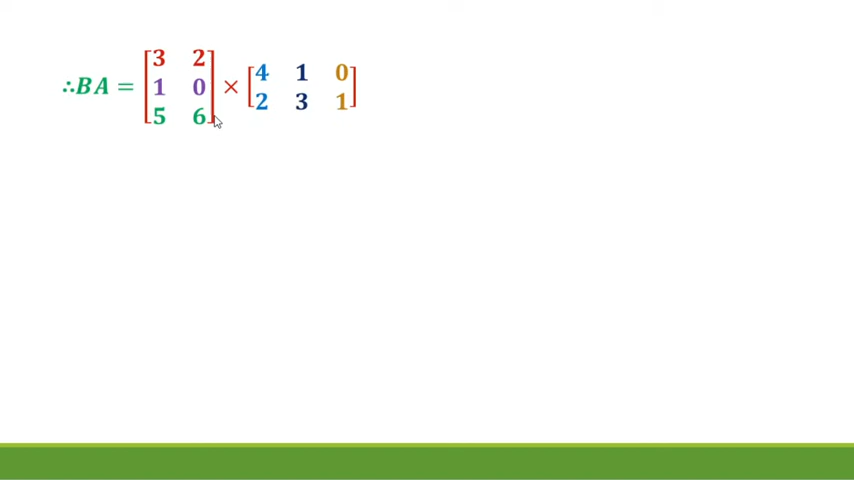 ∴BA = [3 2; 1 0; 5 6] × [4 1 0; 2 3 1]